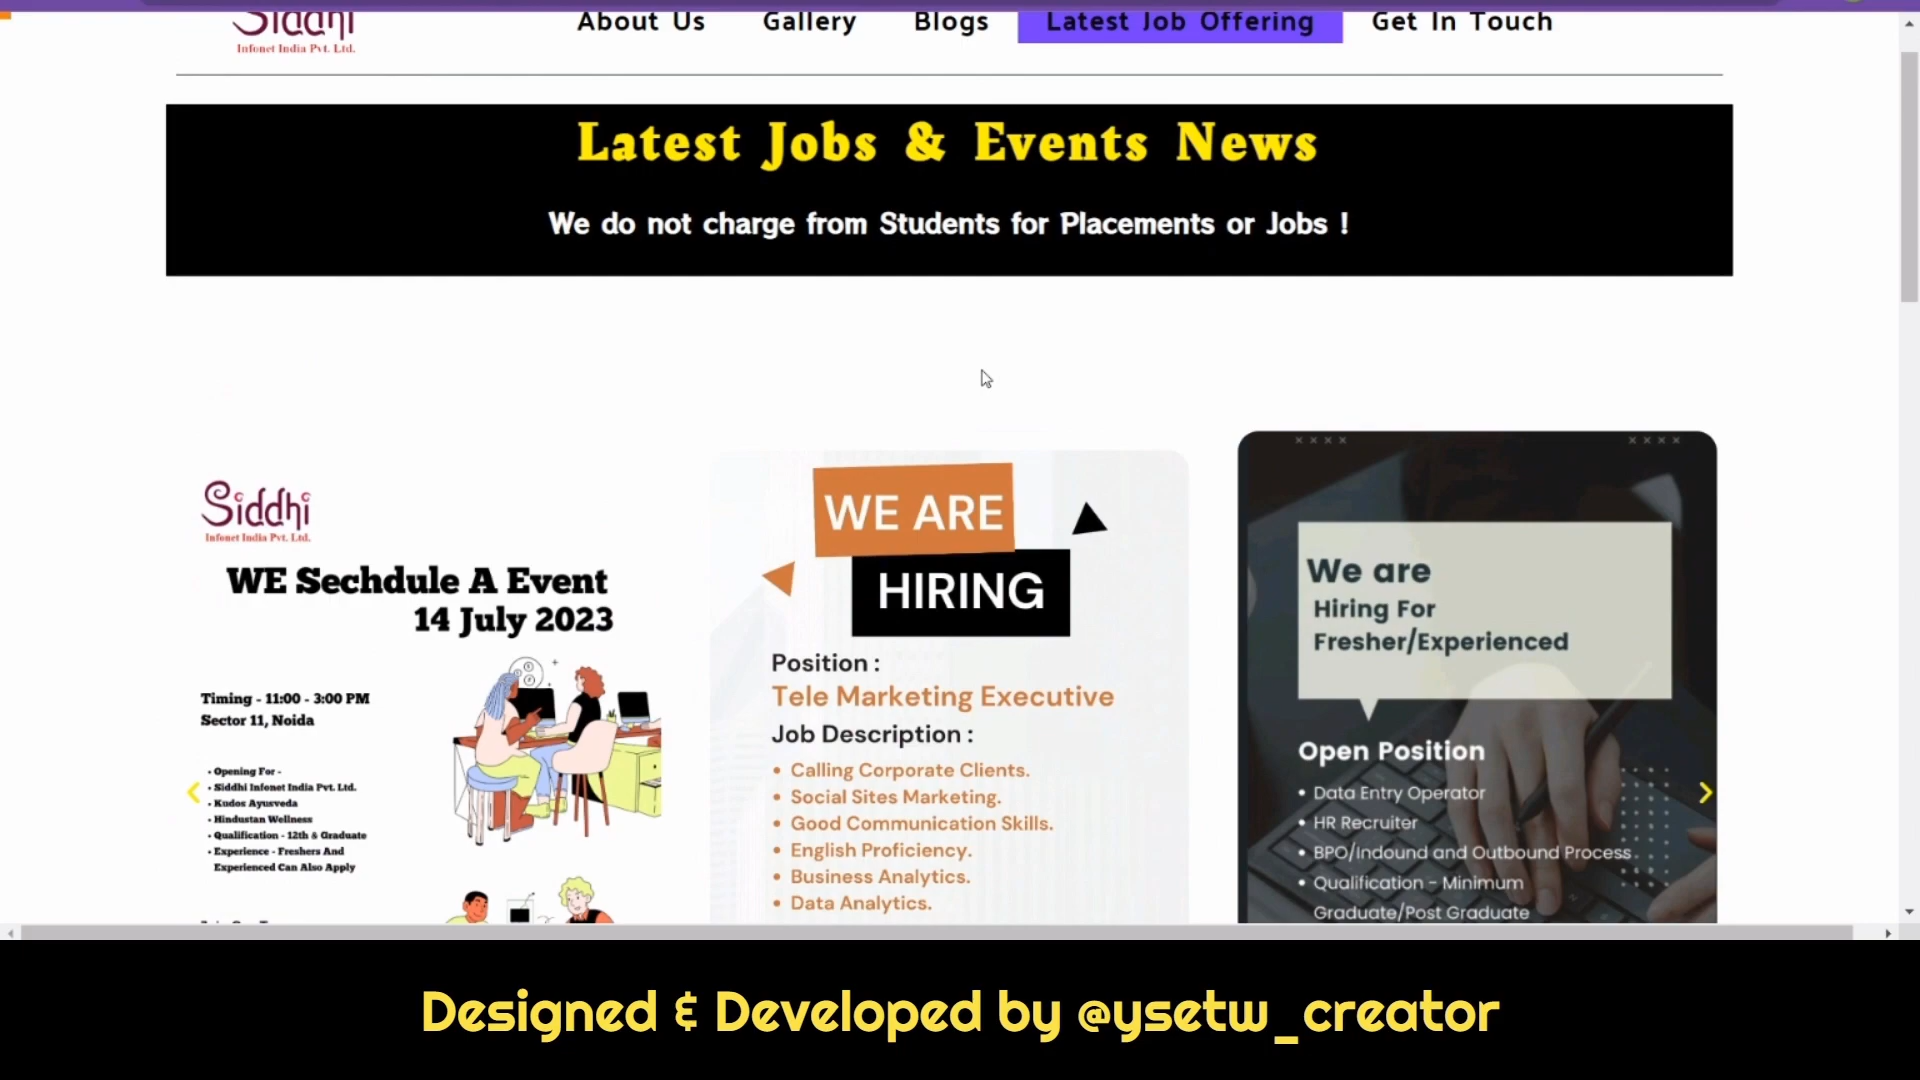 Siddhi
Infonet India Pvt. Ltd.
About Us
Gallery
Blogs
Latest Job Offering
Get In Touch
Latest Jobs & Events News
We do not charge from Students for Placements or Jobs !
Siddhi
Infonet India Pvt. Ltd.
WE Sechdule A Event
14 July 2023
Timing - 11:00 - 3:00 PM
Sector 11, Noida
• Opening For -
• Siddhi Infonet India Pvt. Ltd.
• Kudos Ayusveda
• Hindustan Wellness
• Qualification - 12th & Graduate
• Experience - Freshers And
Experienced Can Also Apply
WE ARE
HIRING
Position :
Tele Marketing Executive
Job Description :
• Calling Corporate Clients.
• Social Sites Marketing.
• Good Communication Skills.
• English Proficiency.
• Business Analytics.
• Data Analytics.
We are
Hiring For
Fresher/Experienced
Open Position
• Data Entry Operator
• HR Recruiter
• BPO/Indound and Outbound Process
• Qualification - Minimum
Graduate/Post Graduate
Designed & Developed by @ysetw_creator